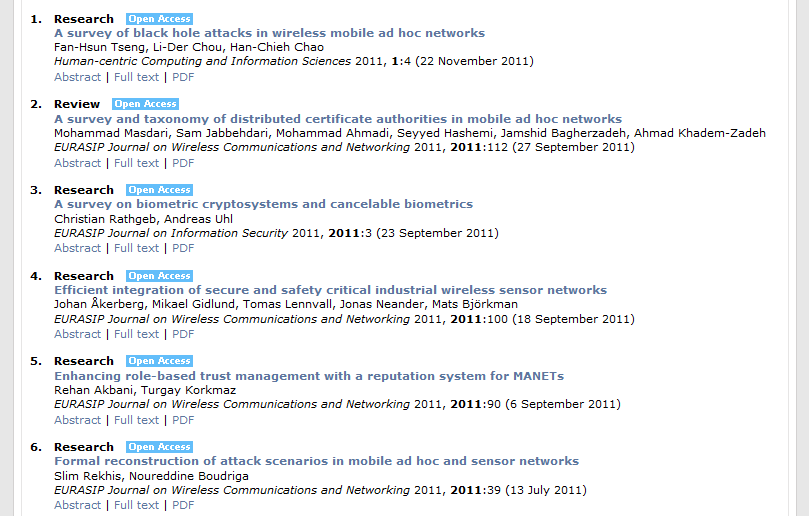 1. Research Open Access
A survey of black hole attacks in wireless mobile ad hoc networks
Fan-Hsun Tseng, Li-Der Chou, Han-Chieh Chao
Human-centric Computing and Information Sciences 2011, 1:4 (22 November 2011)
Abstract | Full text | PDF
2. Review Open Access
A survey and taxonomy of distributed certificate authorities in mobile ad hoc networks
Mohammad Masdari, Sam Jabbehdari, Mohammad Ahmadi, Seyyed Hashemi, Jamshid Bagherzadeh, Ahmad Khadem-Zadeh
EURASIP Journal on Wireless Communications and Networking 2011, 2011:112 (27 September 2011)
Abstract | Full text | PDF
3. Research Open Access
A survey on biometric cryptosystems and cancelable biometrics
Christian Rathgeb, Andreas Uhl
EURASIP Journal on Information Security 2011, 2011:3 (23 September 2011)
Abstract | Full text | PDF
4. Research Open Access
Efficient integration of secure and safety critical industrial wireless sensor networks
Johan Åkerberg, Mikael Gidlund, Tomas Lennvall, Jonas Neander, Mats Björkman
EURASIP Journal on Wireless Communications and Networking 2011, 2011:100 (18 September 2011)
Abstract | Full text | PDF
5. Research Open Access
Enhancing role-based trust management with a reputation system for MANETs
Rehan Akbani, Turgay Korkmaz
EURASIP Journal on Wireless Communications and Networking 2011, 2011:90 (6 September 2011)
Abstract | Full text | PDF
6. Research Open Access
Formal reconstruction of attack scenarios in mobile ad hoc and sensor networks
Slim Rekhis, Noureddine Boudriga
EURASIP Journal on Wireless Communications and Networking 2011, 2011:39 (13 July 2011)
Abstract | Full text | PDF